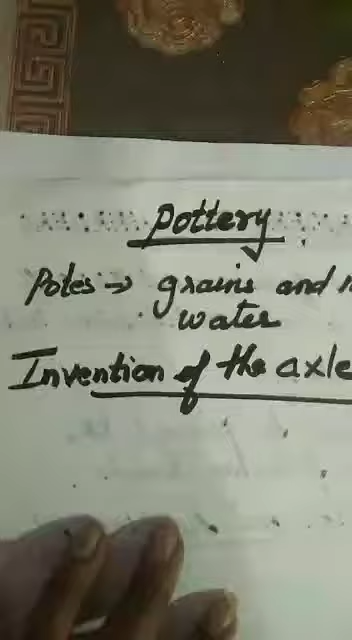 Pottery
Potes → grains and
water
Invention of the axle